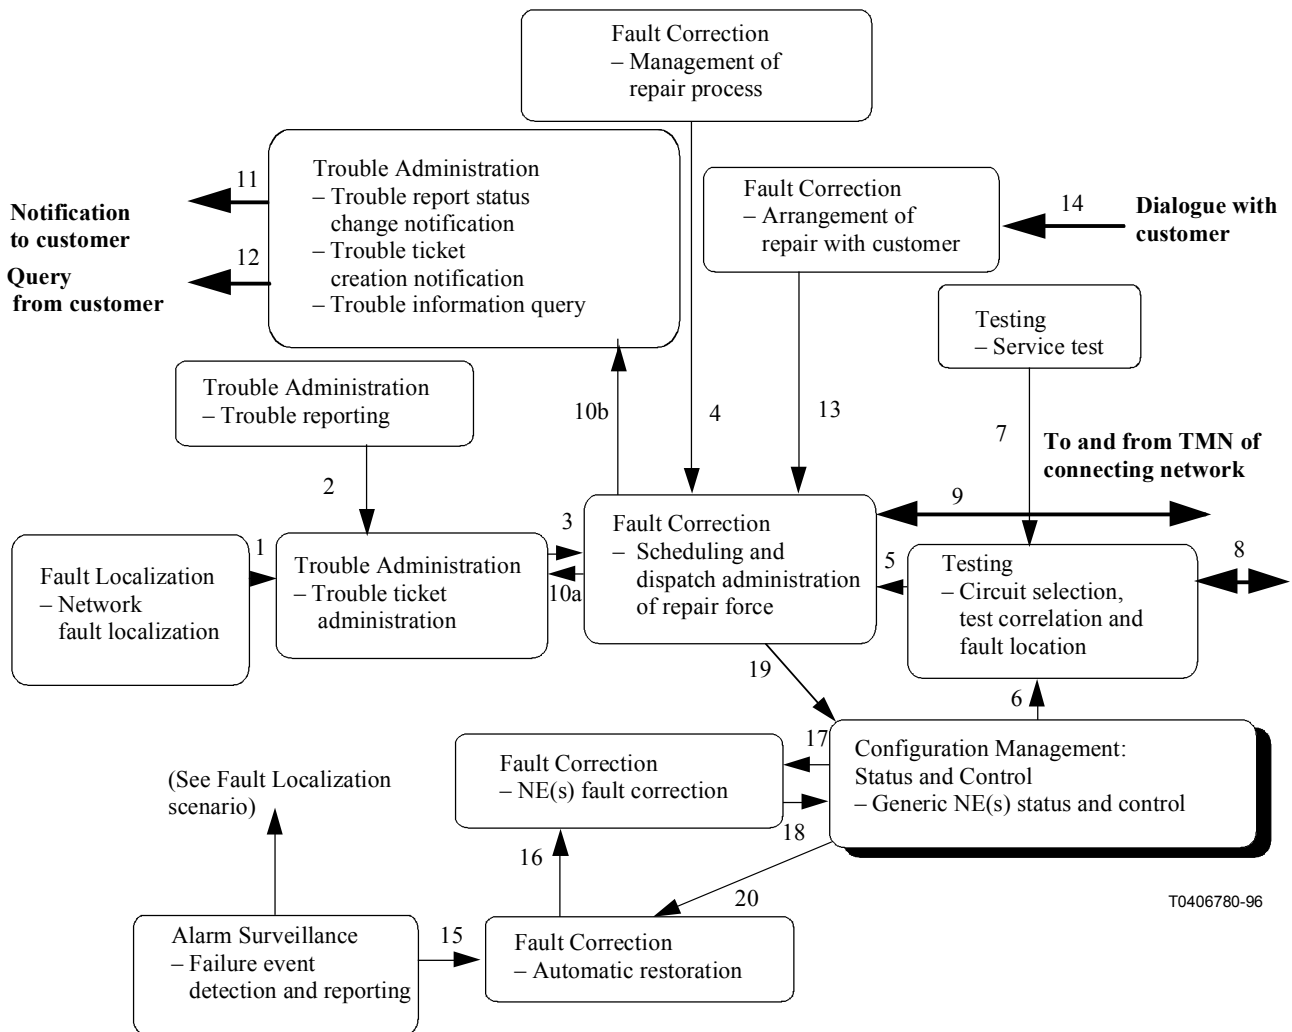 Fault Correction
– Management of
repair process
Trouble Administration
– Trouble report status
change notification
– Trouble ticket
creation notification
– Trouble information query
11
Notification
to customer
12
Query
from customer
Fault Correction
– Arrangement of
repair with customer
14
Dialogue with
customer
Testing
– Service test
Trouble Administration
– Trouble reporting
10b
4
13
7
To and from TMN of
connecting network
2
9
1
3
10a
5
8
Fault Localization
– Network
fault localization
Trouble Administration
– Trouble ticket
administration
Fault Correction
– Scheduling and
dispatch administration
of repair force
Testing
– Circuit selection,
test correlation and
fault location
19
6
17
Fault Correction
– NE(s) fault correction
18
Configuration Management:
Status and Control
– Generic NE(s) status and control
(See Fault Localization
scenario)
16
20
T0406780-96
Alarm Surveillance
– Failure event
detection and reporting
15
Fault Correction
– Automatic restoration